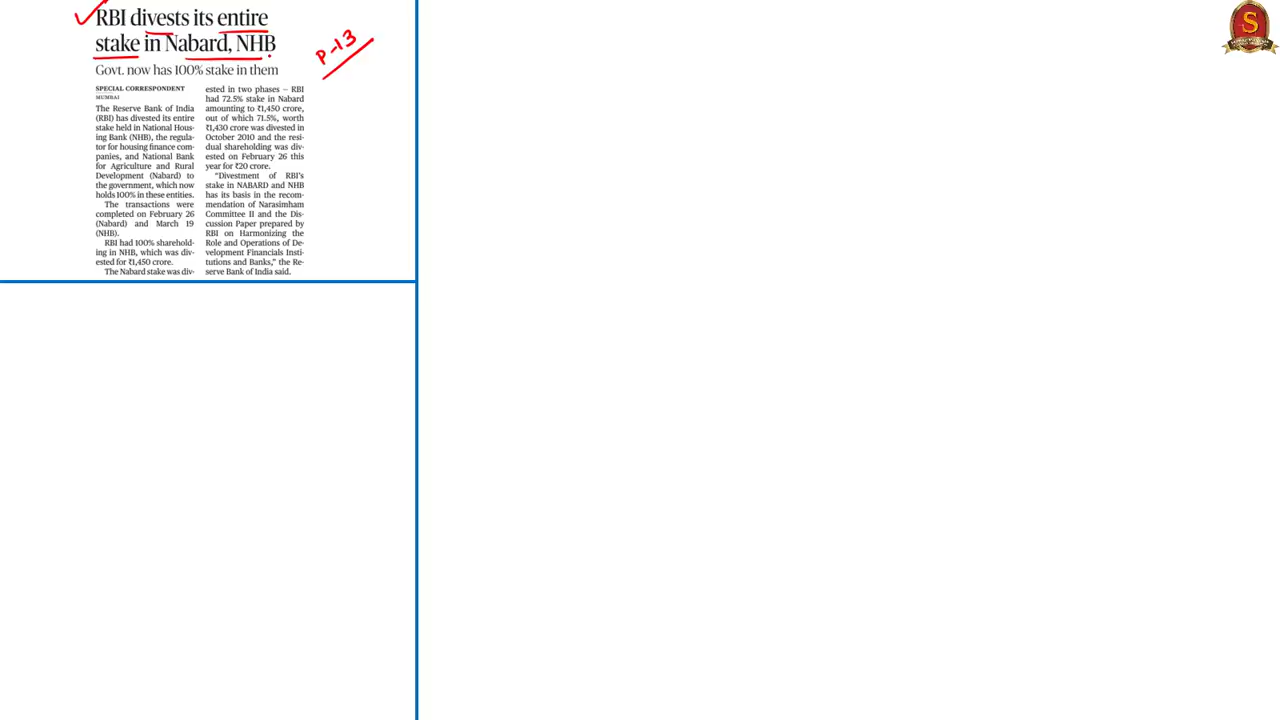 RBI divests its entire
stake in Nabard, NHB
P-13
Govt. now has 100% stake in them
SPECIAL CORRESPONDENT
MUMBAI
The Reserve Bank of India
(RBI) has divested its entire
stake held in National Hous-
ing Bank (NHB), the regula-
tor for housing finance com-
panies, and National Bank
for Agriculture and Rural
Development (Nabard) to
the government, which now
holds 100% in these entities.
The transactions were
completed on February 26
(Nabard) and March 19
(NHB).
RBI had 100% sharehold-
ing in NHB, which was div-
ested for ₹1,450 crore.
The Nabard stake was div-
ested in two phases — RBI
had 72.5% stake in Nabard
amounting to ₹1,450 crore,
out of which 71.5%, worth
₹1,430 crore was divested in
October 2010 and the resi-
dual shareholding was div-
ested on February 26 this
year for ₹20 crore.
“Divestment of RBI’s
stake in NABARD and NHB
has its basis in the recom-
mendation of Narasimham
Committee II and the Dis-
cussion Paper prepared by
RBI on Harmonizing the
Role and Operations of De-
velopment Financials Insti-
tutions and Banks,” the Re-
serve Bank of India said.
S